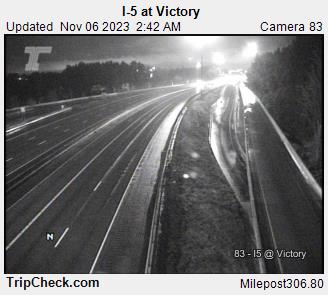 I-5 at Victory
Updated Nov 06 2023 2:42 AM Camera 83
T
N
83 - I5 @ Victory
TripCheck.com Milepost306.80